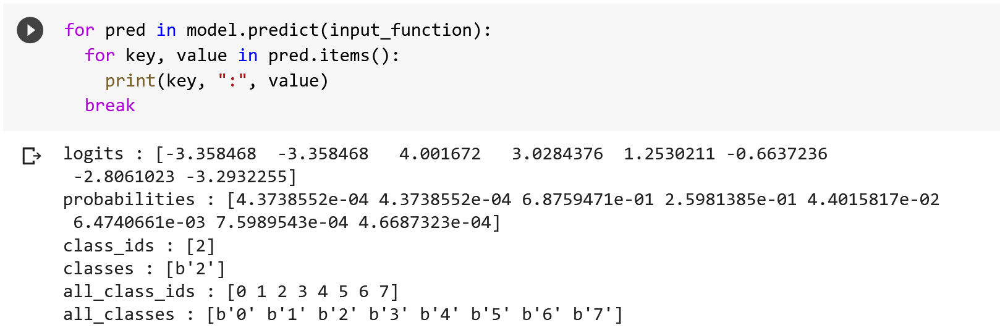 for pred in model.predict(input_function):
  for key, value in pred.items():
    print(key, ":", value)
  break
logits : [-3.358468  -3.358468   4.001672   3.0284376  1.2530211 -0.6637236
 -2.8061023 -3.2932255]
probabilities : [4.3738552e-04 4.3738552e-04 6.8759471e-01 2.5981385e-01 4.4015817e-02
 6.4740661e-03 7.5989543e-04 4.6687323e-04]
class_ids : [2]
classes : [b'2']
all_class_ids : [0 1 2 3 4 5 6 7]
all_classes : [b'0' b'1' b'2' b'3' b'4' b'5' b'6' b'7']